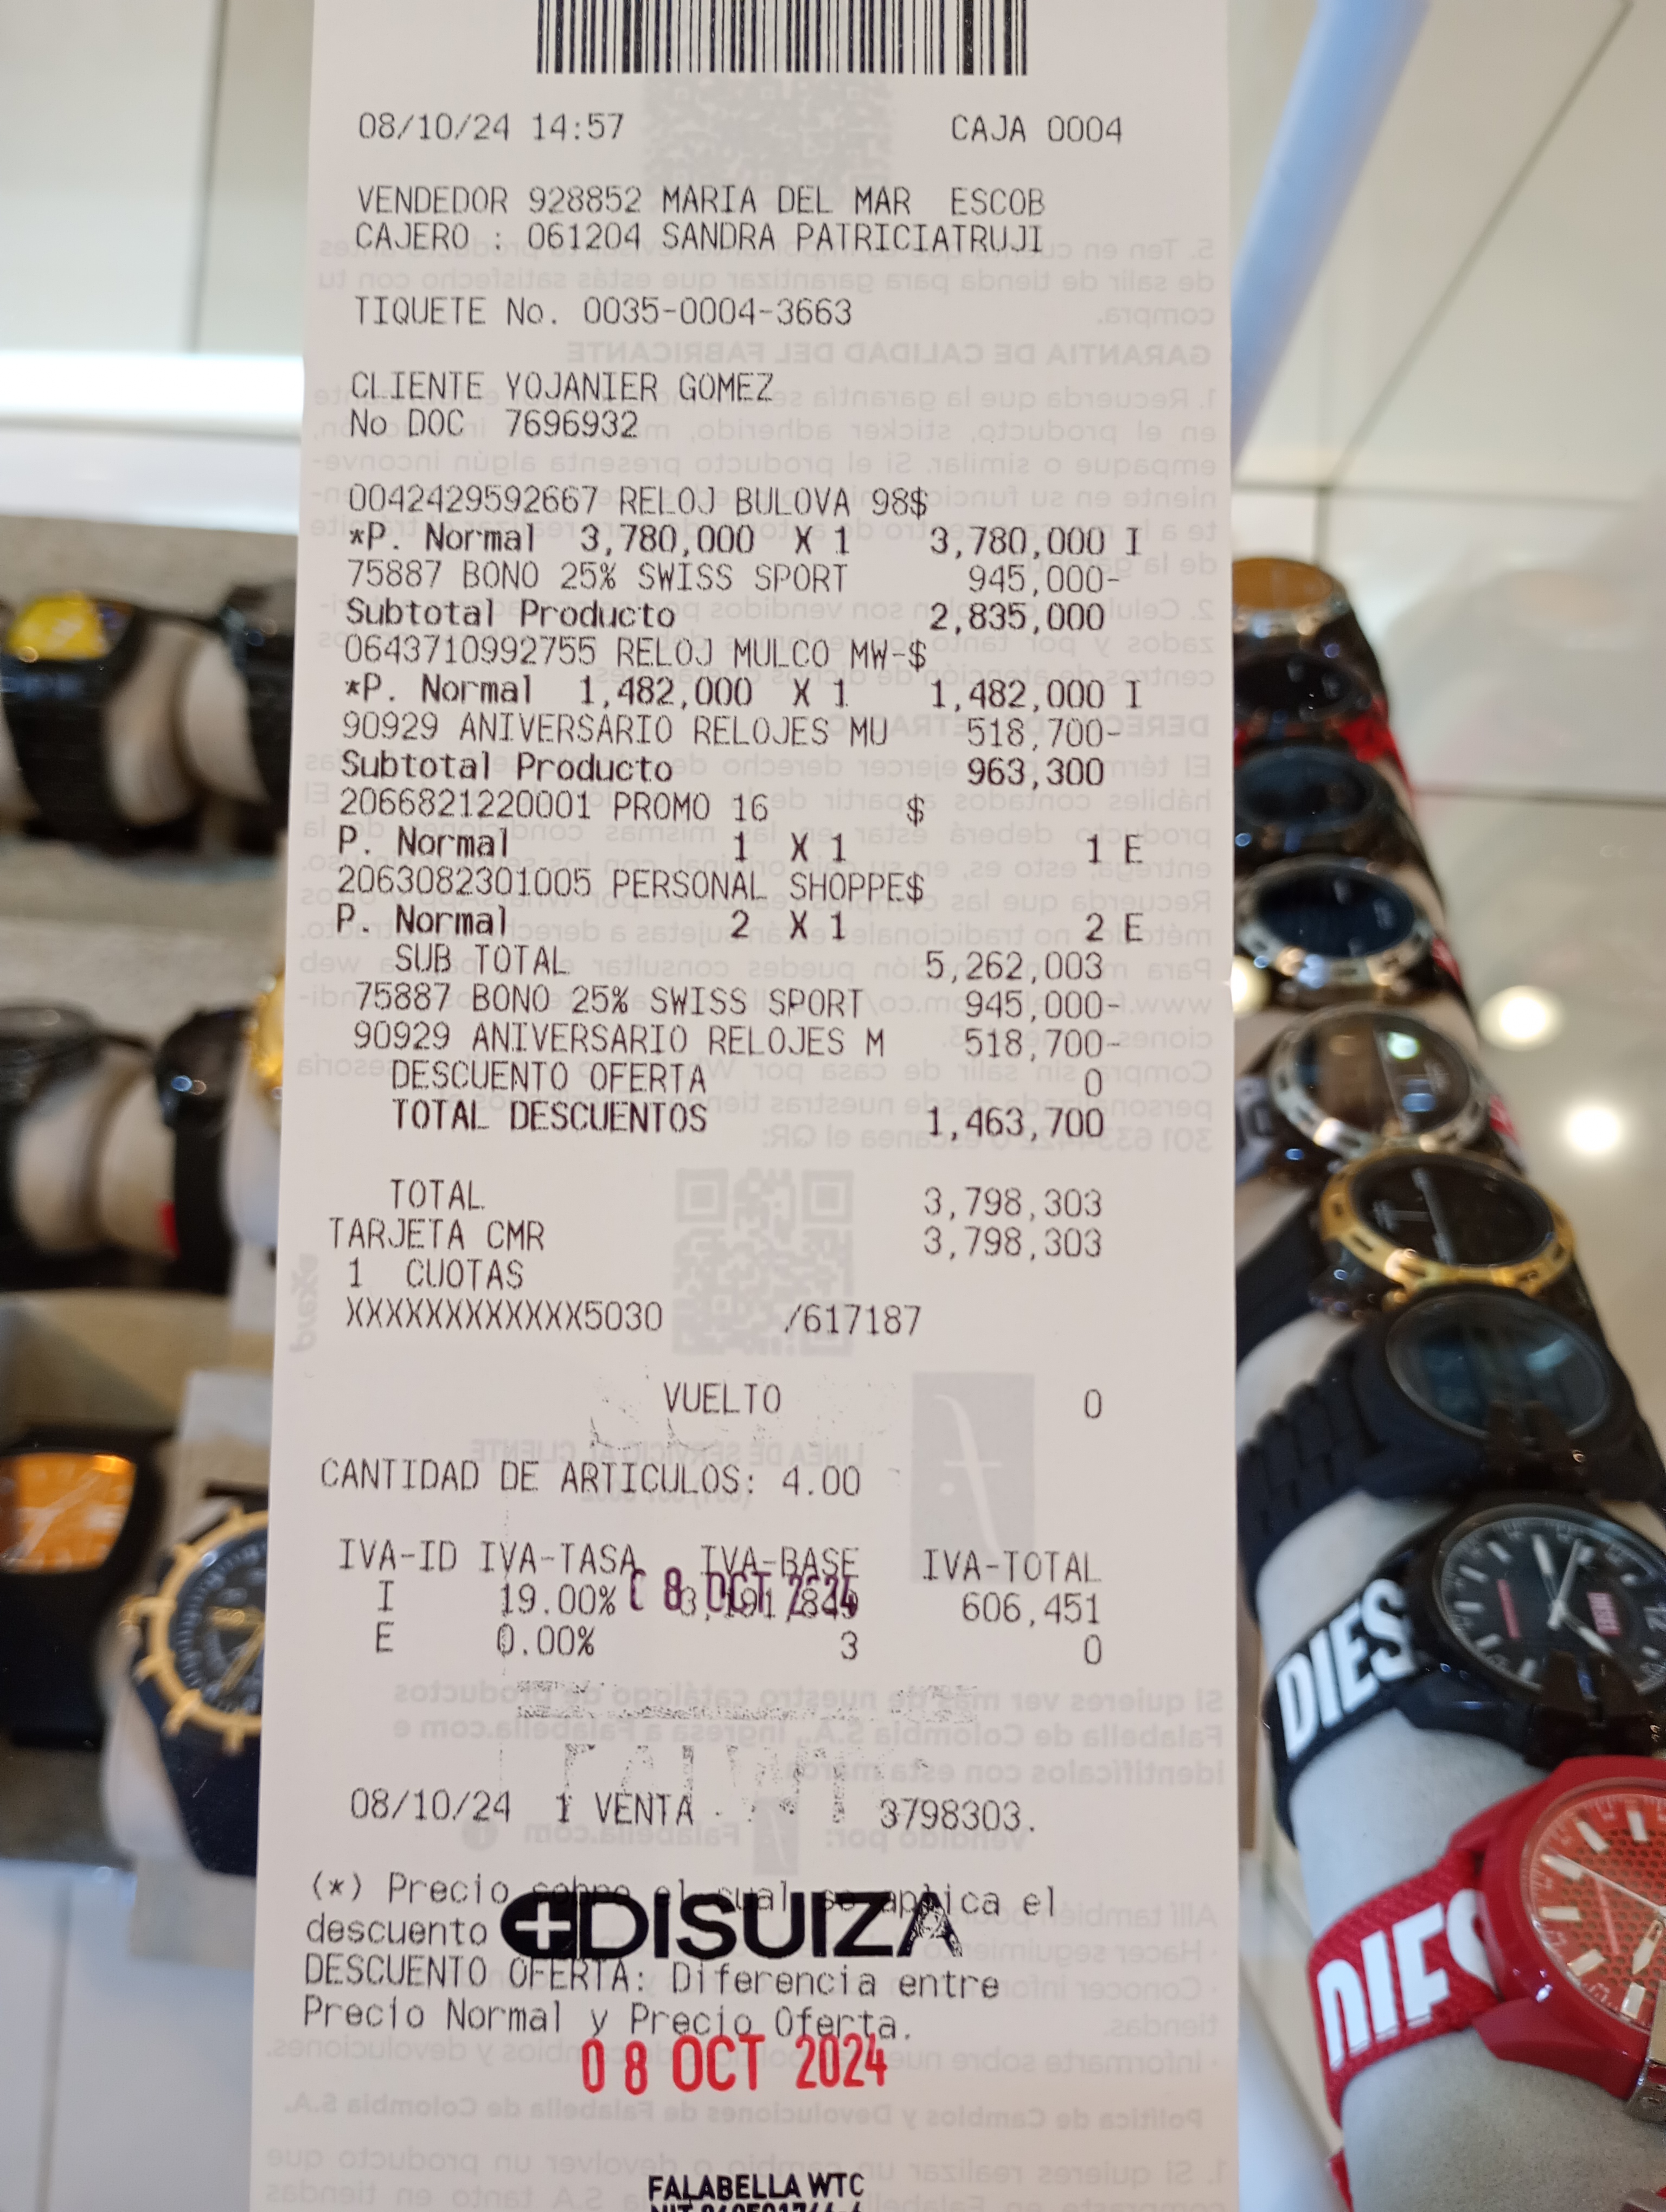 08/10/24 14:57 CAJA 0004
VENDEDOR 928852 MARIA DEL MAR ESCOB
CAJERO : 061204 SANDRA PATRICIATRUJI
TIQUETE No. 0035-0004-3663
CLIENTE YOJANIER GOMEZ
No DOC 7696932
0042429592667 RELOJ BULOVA 98$
*P. Normal 3,780,000 X 1 3,780,000 I
75887 BONO 25% SWISS SPORT 945,000-
Subtotal Producto 2,835,000
0643710992755 RELOJ MULCO MW-$
*P. Normal 1,482,000 X 1 1,482,000 I
90929 ANIVERSARIO RELOJES MU 518,700-
Subtotal Producto 963,300
2066821220001 PROMO 16 $
P. Normal 1 X 1 1 E
2063082301005 PERSONAL SHOPPE$
P. Normal 2 X 1 2 E
SUB TOTAL 5,262,003
75887 BONO 25% SWISS SPORT 945,000-
90929 ANIVERSARIO RELOJES M 518,700-
DESCUENTO OFERTA 0
TOTAL DESCUENTOS 1,463,700
TOTAL 3,798,303
TARJETA CMR 3,798,303
1 CUOTAS
XXXXXXXXXXXX5030 /617187
VUELTO 0
CANTIDAD DE ARTICULOS: 4.00
IVA-ID IVA-TASA IVA-BASE IVA-TOTAL
I 19.00% 606,451
08 OCT 2024
E 0.00% 3 0
08/10/24 1 VENTA 3798303.
(*) Precio sobre el cual se aplica el
descuento
DISUIZA
DESCUENTO OFERTA: Diferencia entre
Precio Normal y Precio Oferta.
08 OCT 2024
FALABELLA WTC
DIES
DIES